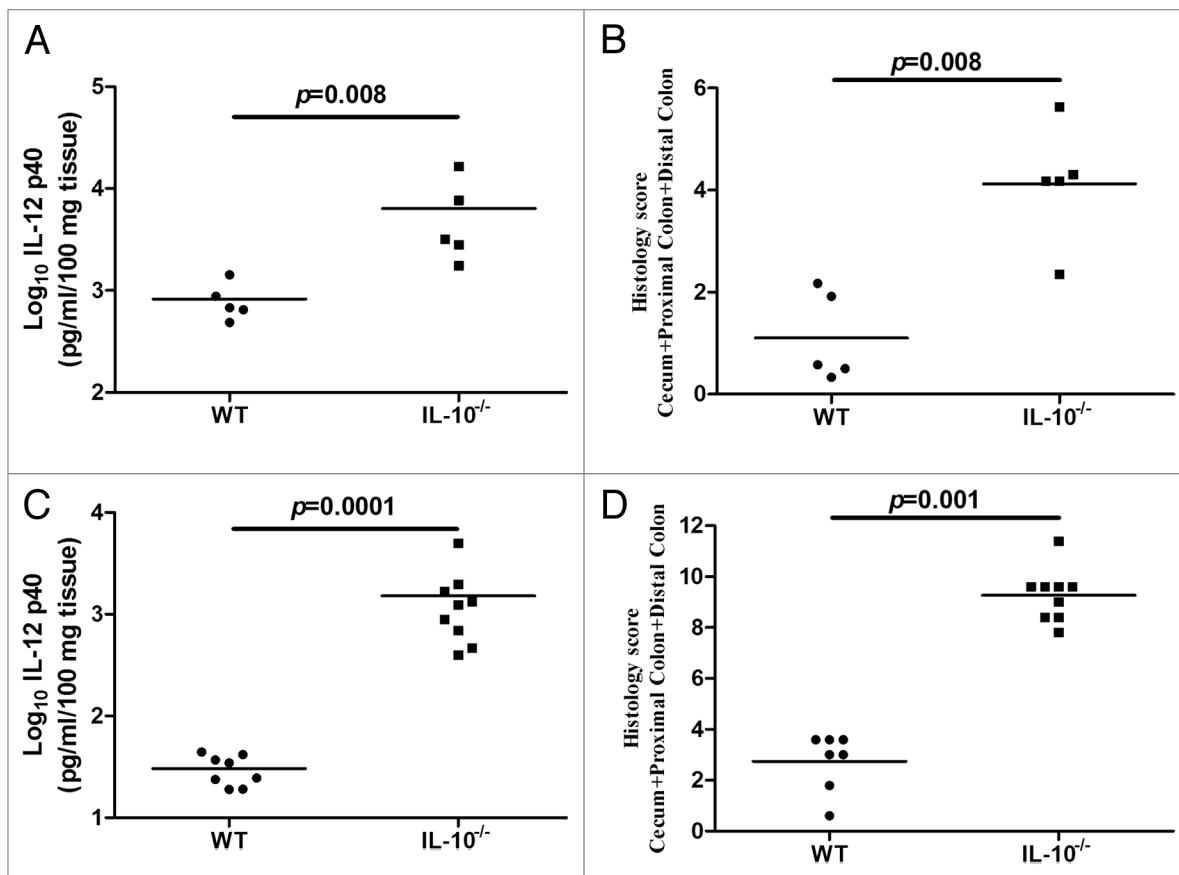 A
p=0.008
Log10 IL-12 p40
(pg/ml/100 mg tissue)
5
4
3
2
WT
IL-10-/-
B
p=0.008
Histology score
Cecum+Proximal Colon+Distal Colon
6
4
2
0
WT
IL-10-/-
C
p=0.0001
Log10 IL-12 p40
(pg/ml/100 mg tissue)
4
3
2
1
WT
IL-10-/-
D
p=0.001
Histology score
Cecum+Proximal Colon+Distal Colon
12
10
8
6
4
2
0
WT
IL-10-/-